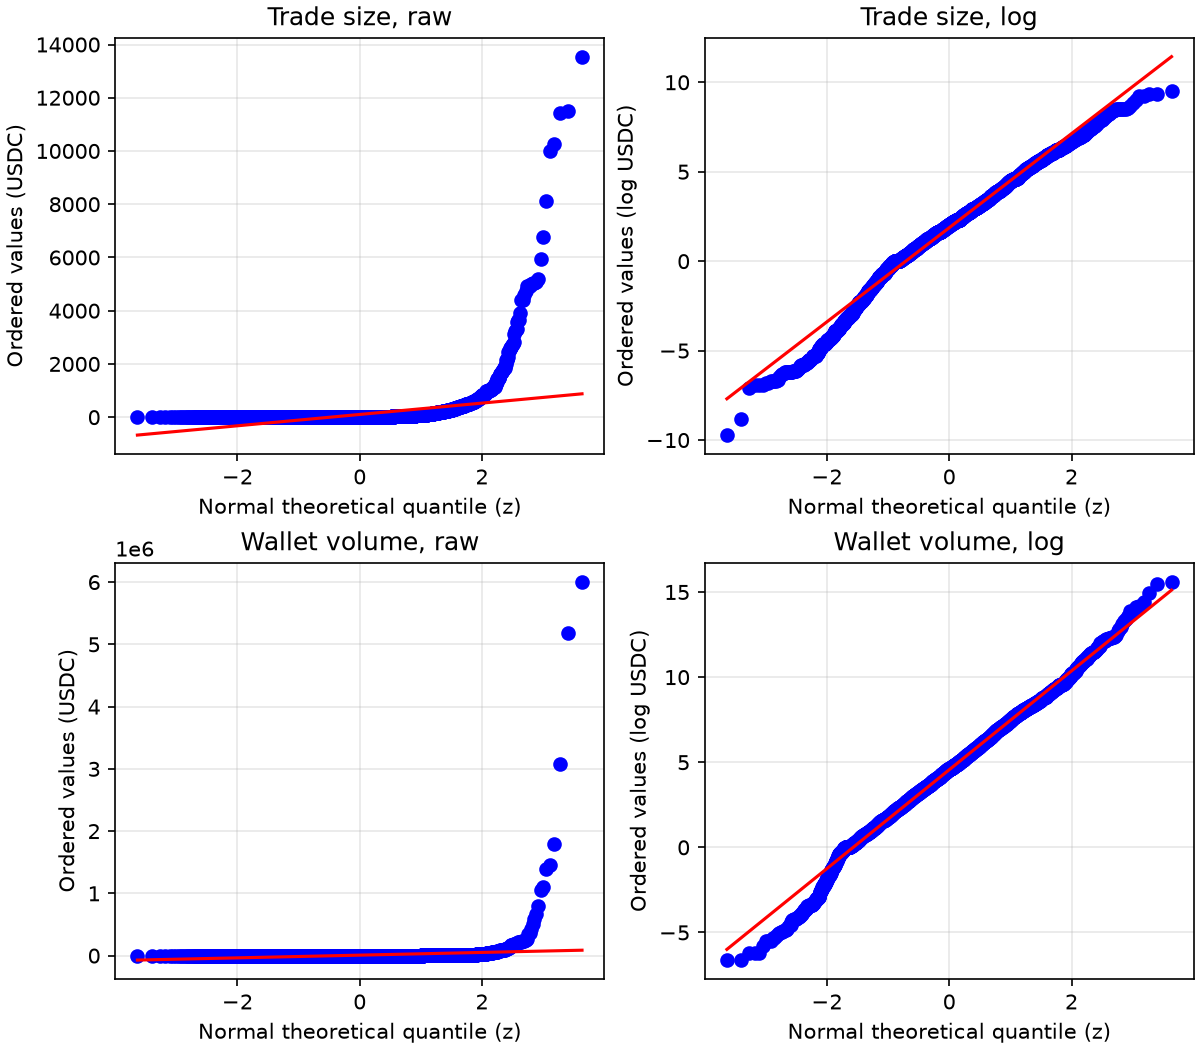 Trade size, raw
Ordered values (USDC)
14000
12000
10000
8000
6000
4000
2000
0
−2
0
2
Normal theoretical quantile (z)
Trade size, log
Ordered values (log USDC)
10
5
0
−5
−10
−2
0
2
Normal theoretical quantile (z)
Wallet volume, raw
1e6
Ordered values (USDC)
6
5
4
3
2
1
0
−2
0
2
Normal theoretical quantile (z)
Wallet volume, log
Ordered values (log USDC)
15
10
5
0
−5
−2
0
2
Normal theoretical quantile (z)